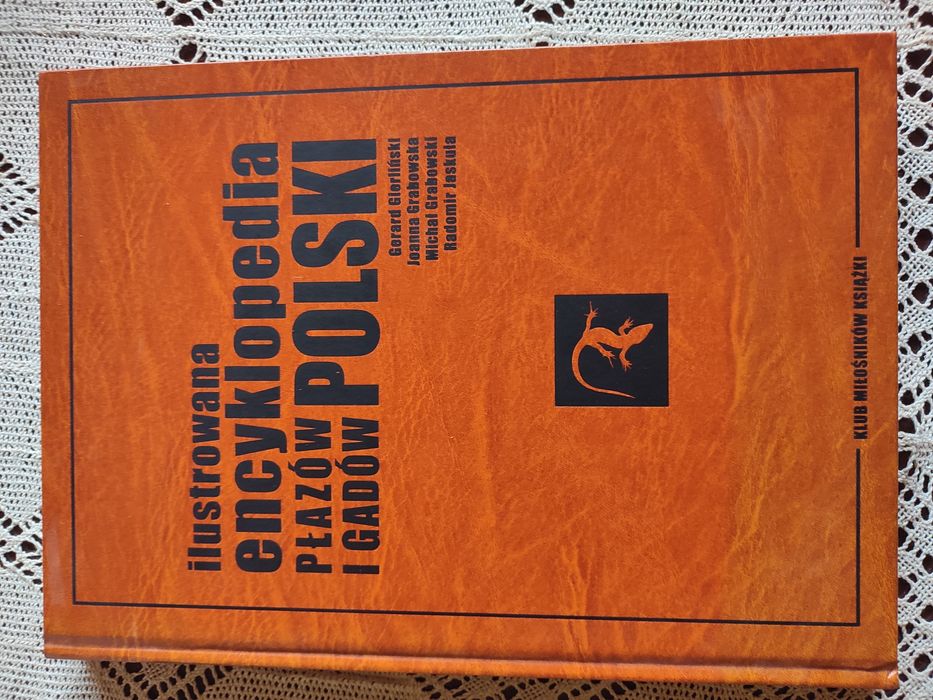 ilustrowana
encyklopedia
PŁAZÓW
I GADÓW POLSKI
Gerard Gierliński
Joanna Grabowska
Michał Grabowski
Radomir Jaskuła
KLUB MIŁOŚNIKÓW KSIĄŻKI